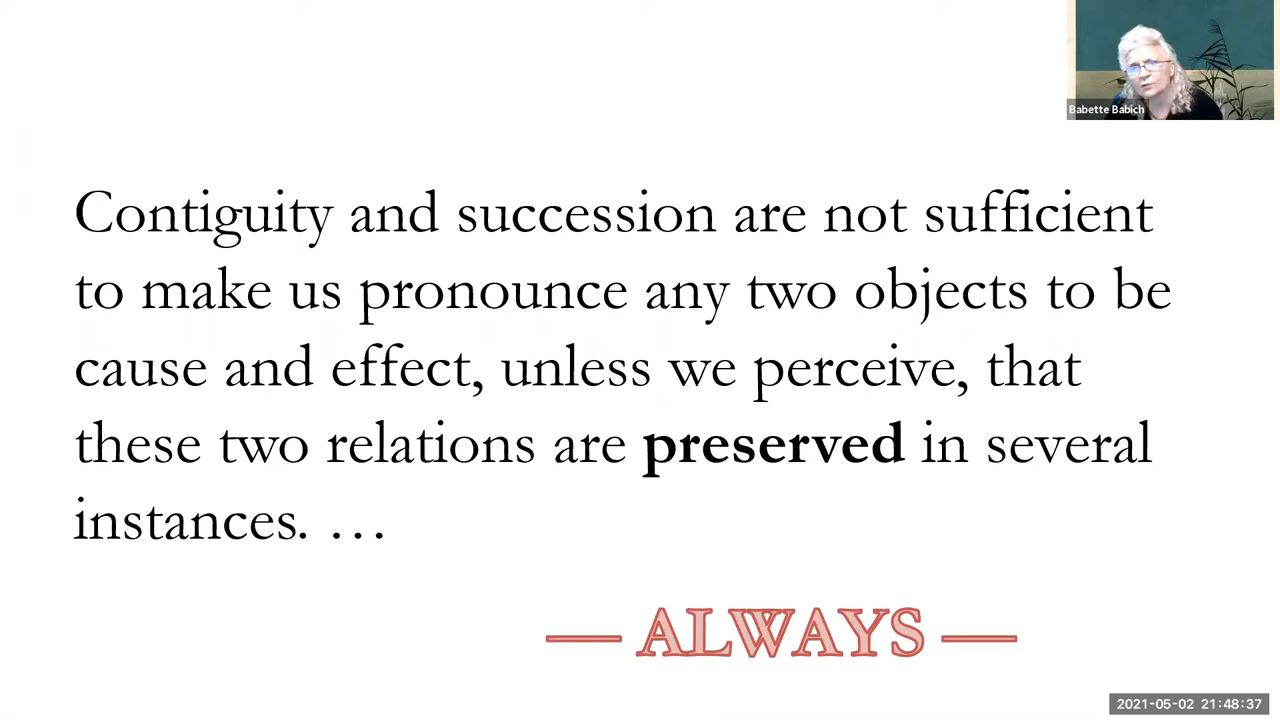 Babette Babich
Contiguity and succession are not sufficient
to make us pronounce any two objects to be
cause and effect, unless we perceive, that
these two relations are preserved in several
instances. …
— ALWAYS —
2021-05-02 21:48:37